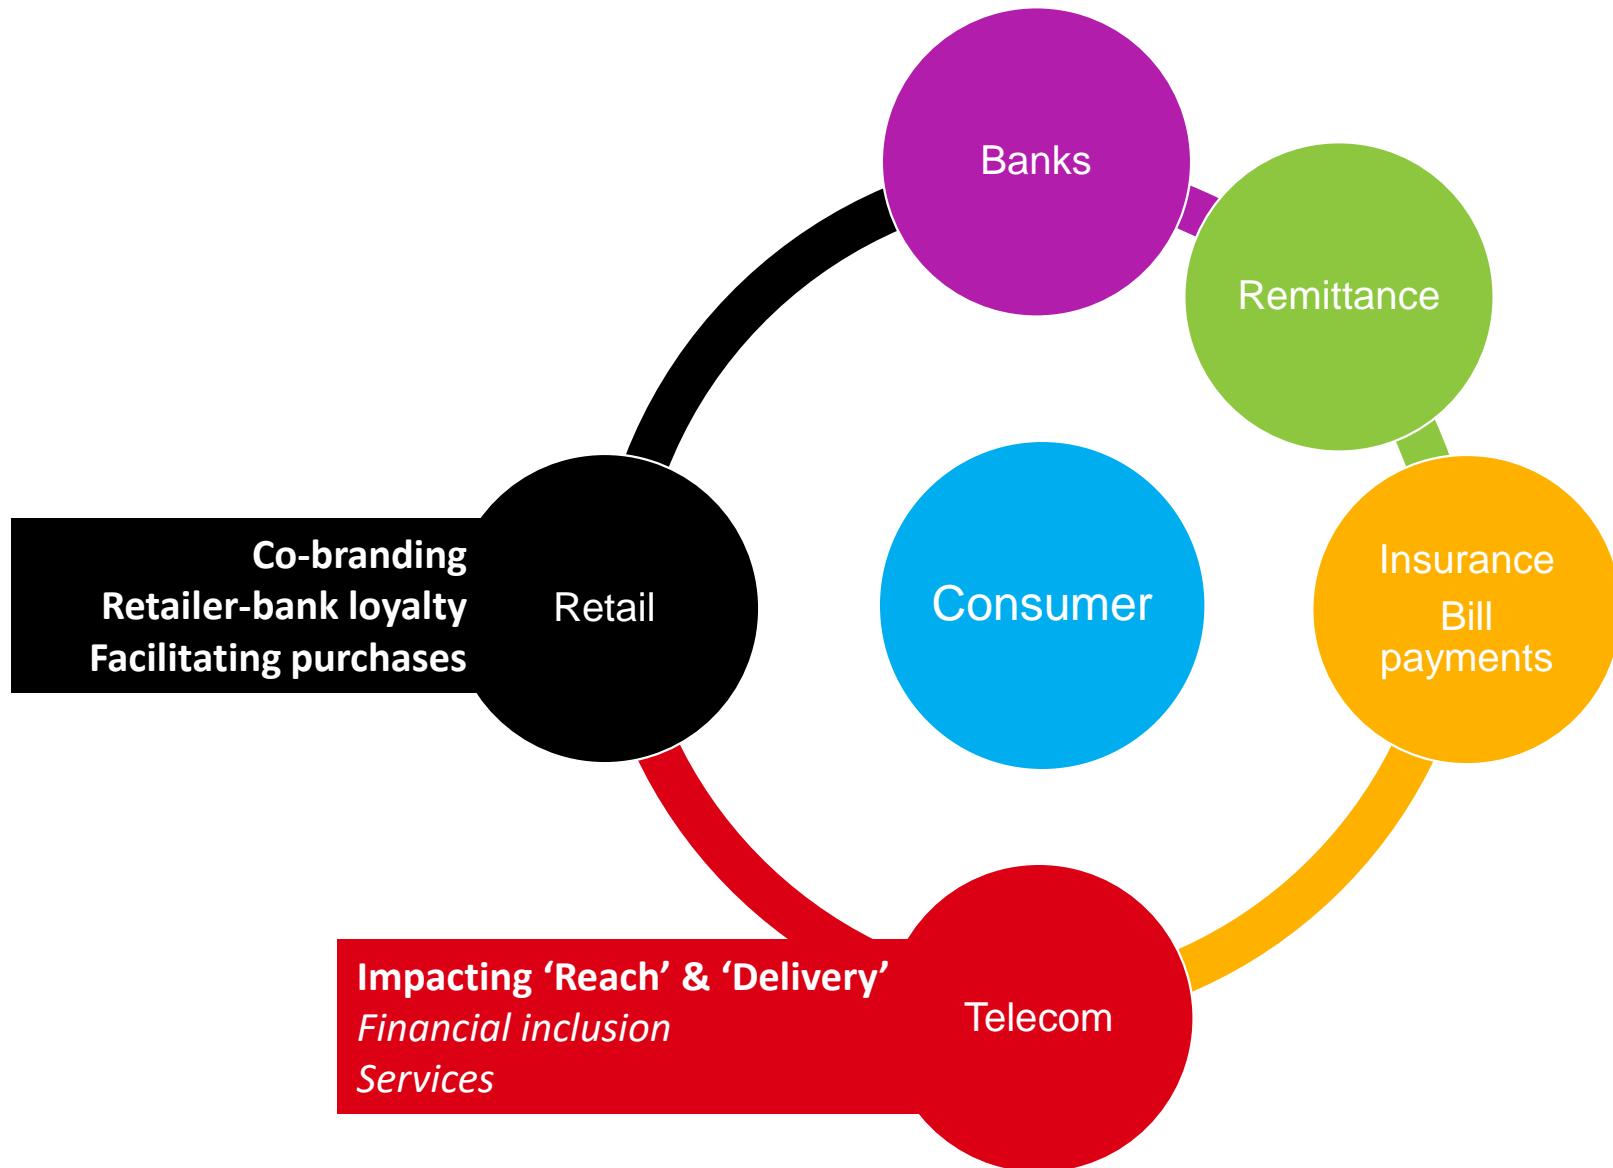 Banks
Remittance
Co-branding
Retailer-bank loyalty
Facilitating purchases
Retail
Consumer
Insurance
Bill
payments
Impacting ‘Reach’ & ‘Delivery’
Financial inclusion
Services
Telecom